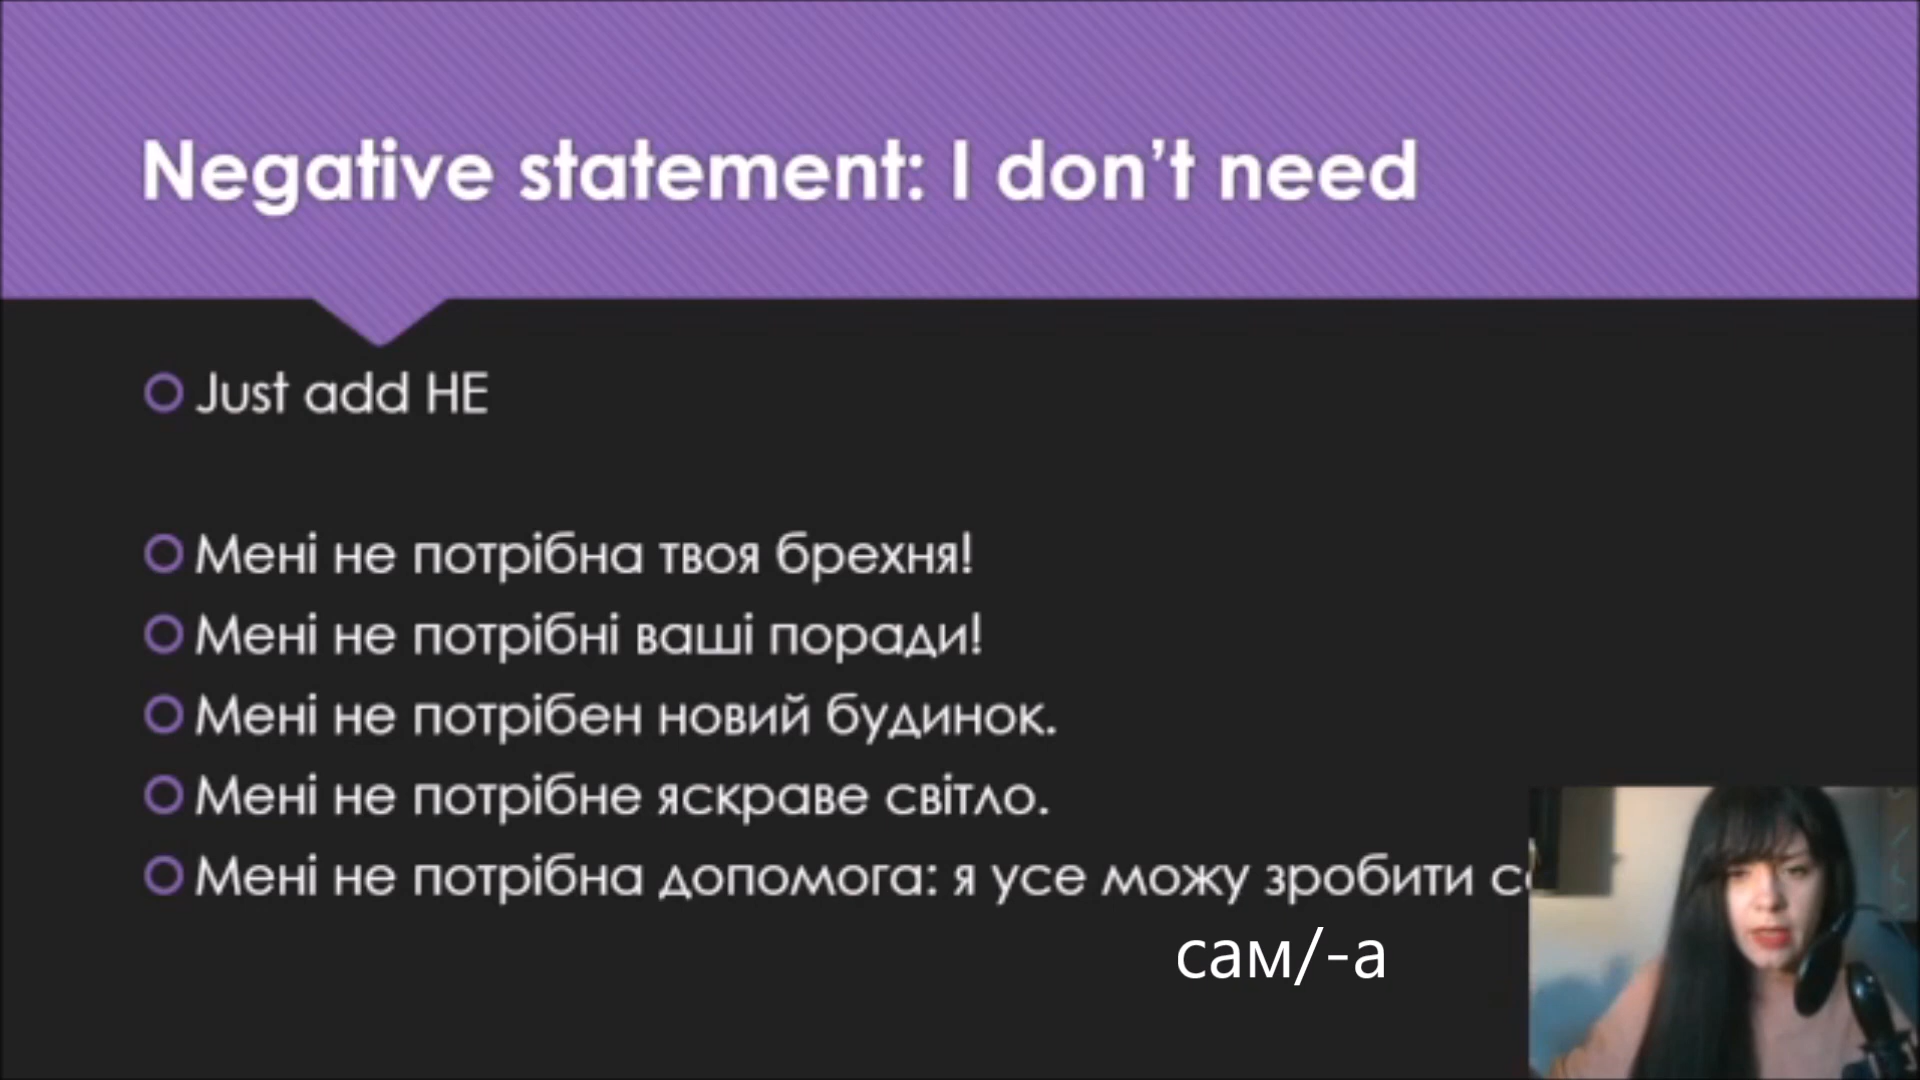 Negative statement: I don't need
Just add НЕ
Мені не потрібна твоя брехня!
Мені не потрібні ваші поради!
Мені не потрібен новий будинок.
Мені не потрібне яскраве світло.
Мені не потрібна допомога: я усе можу зробити
сам/-а